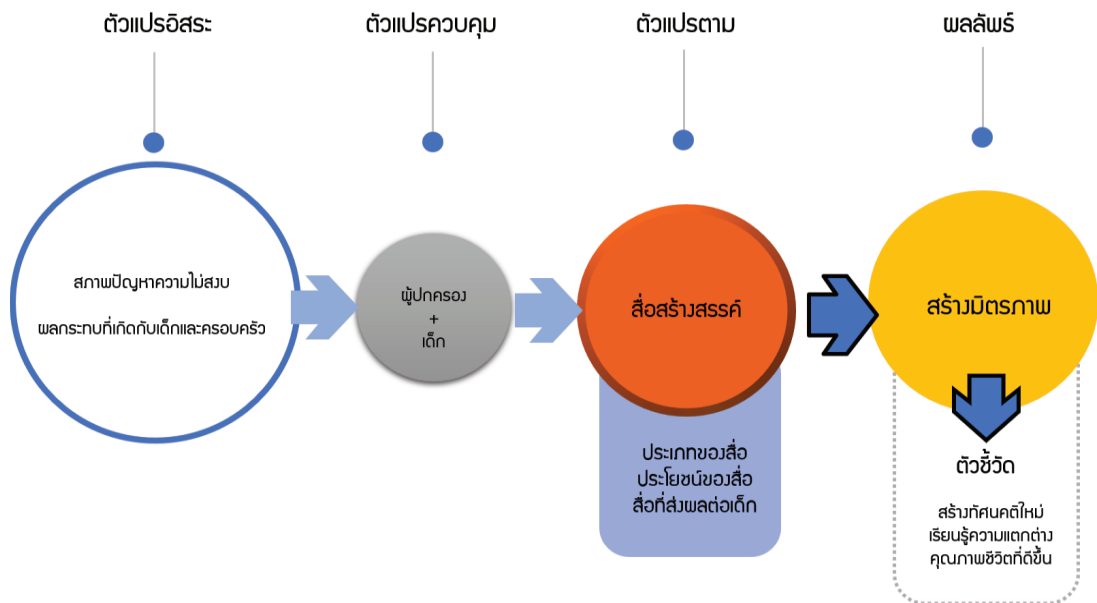 ตัวแปรอิสระ
ตัวแปรควบคุม
ตัวแปรตาม
ผลลัพธ์
สภาพปัญหาความไม่สงบ
ผลกระทบที่เกิดกับเด็กและครอบครัว
ผู้ปกครอง
+
เด็ก
สื่อสร้างสรรค์
ประเภทของสื่อ
ประโยชน์ของสื่อ
สื่อที่ส่งผลต่อเด็ก
สร้างมิตรภาพ
ตัวชี้วัด
สร้างทัศนคติใหม่
เรียนรู้ความแตกต่าง
คุณภาพชีวิตที่ดีขึ้น